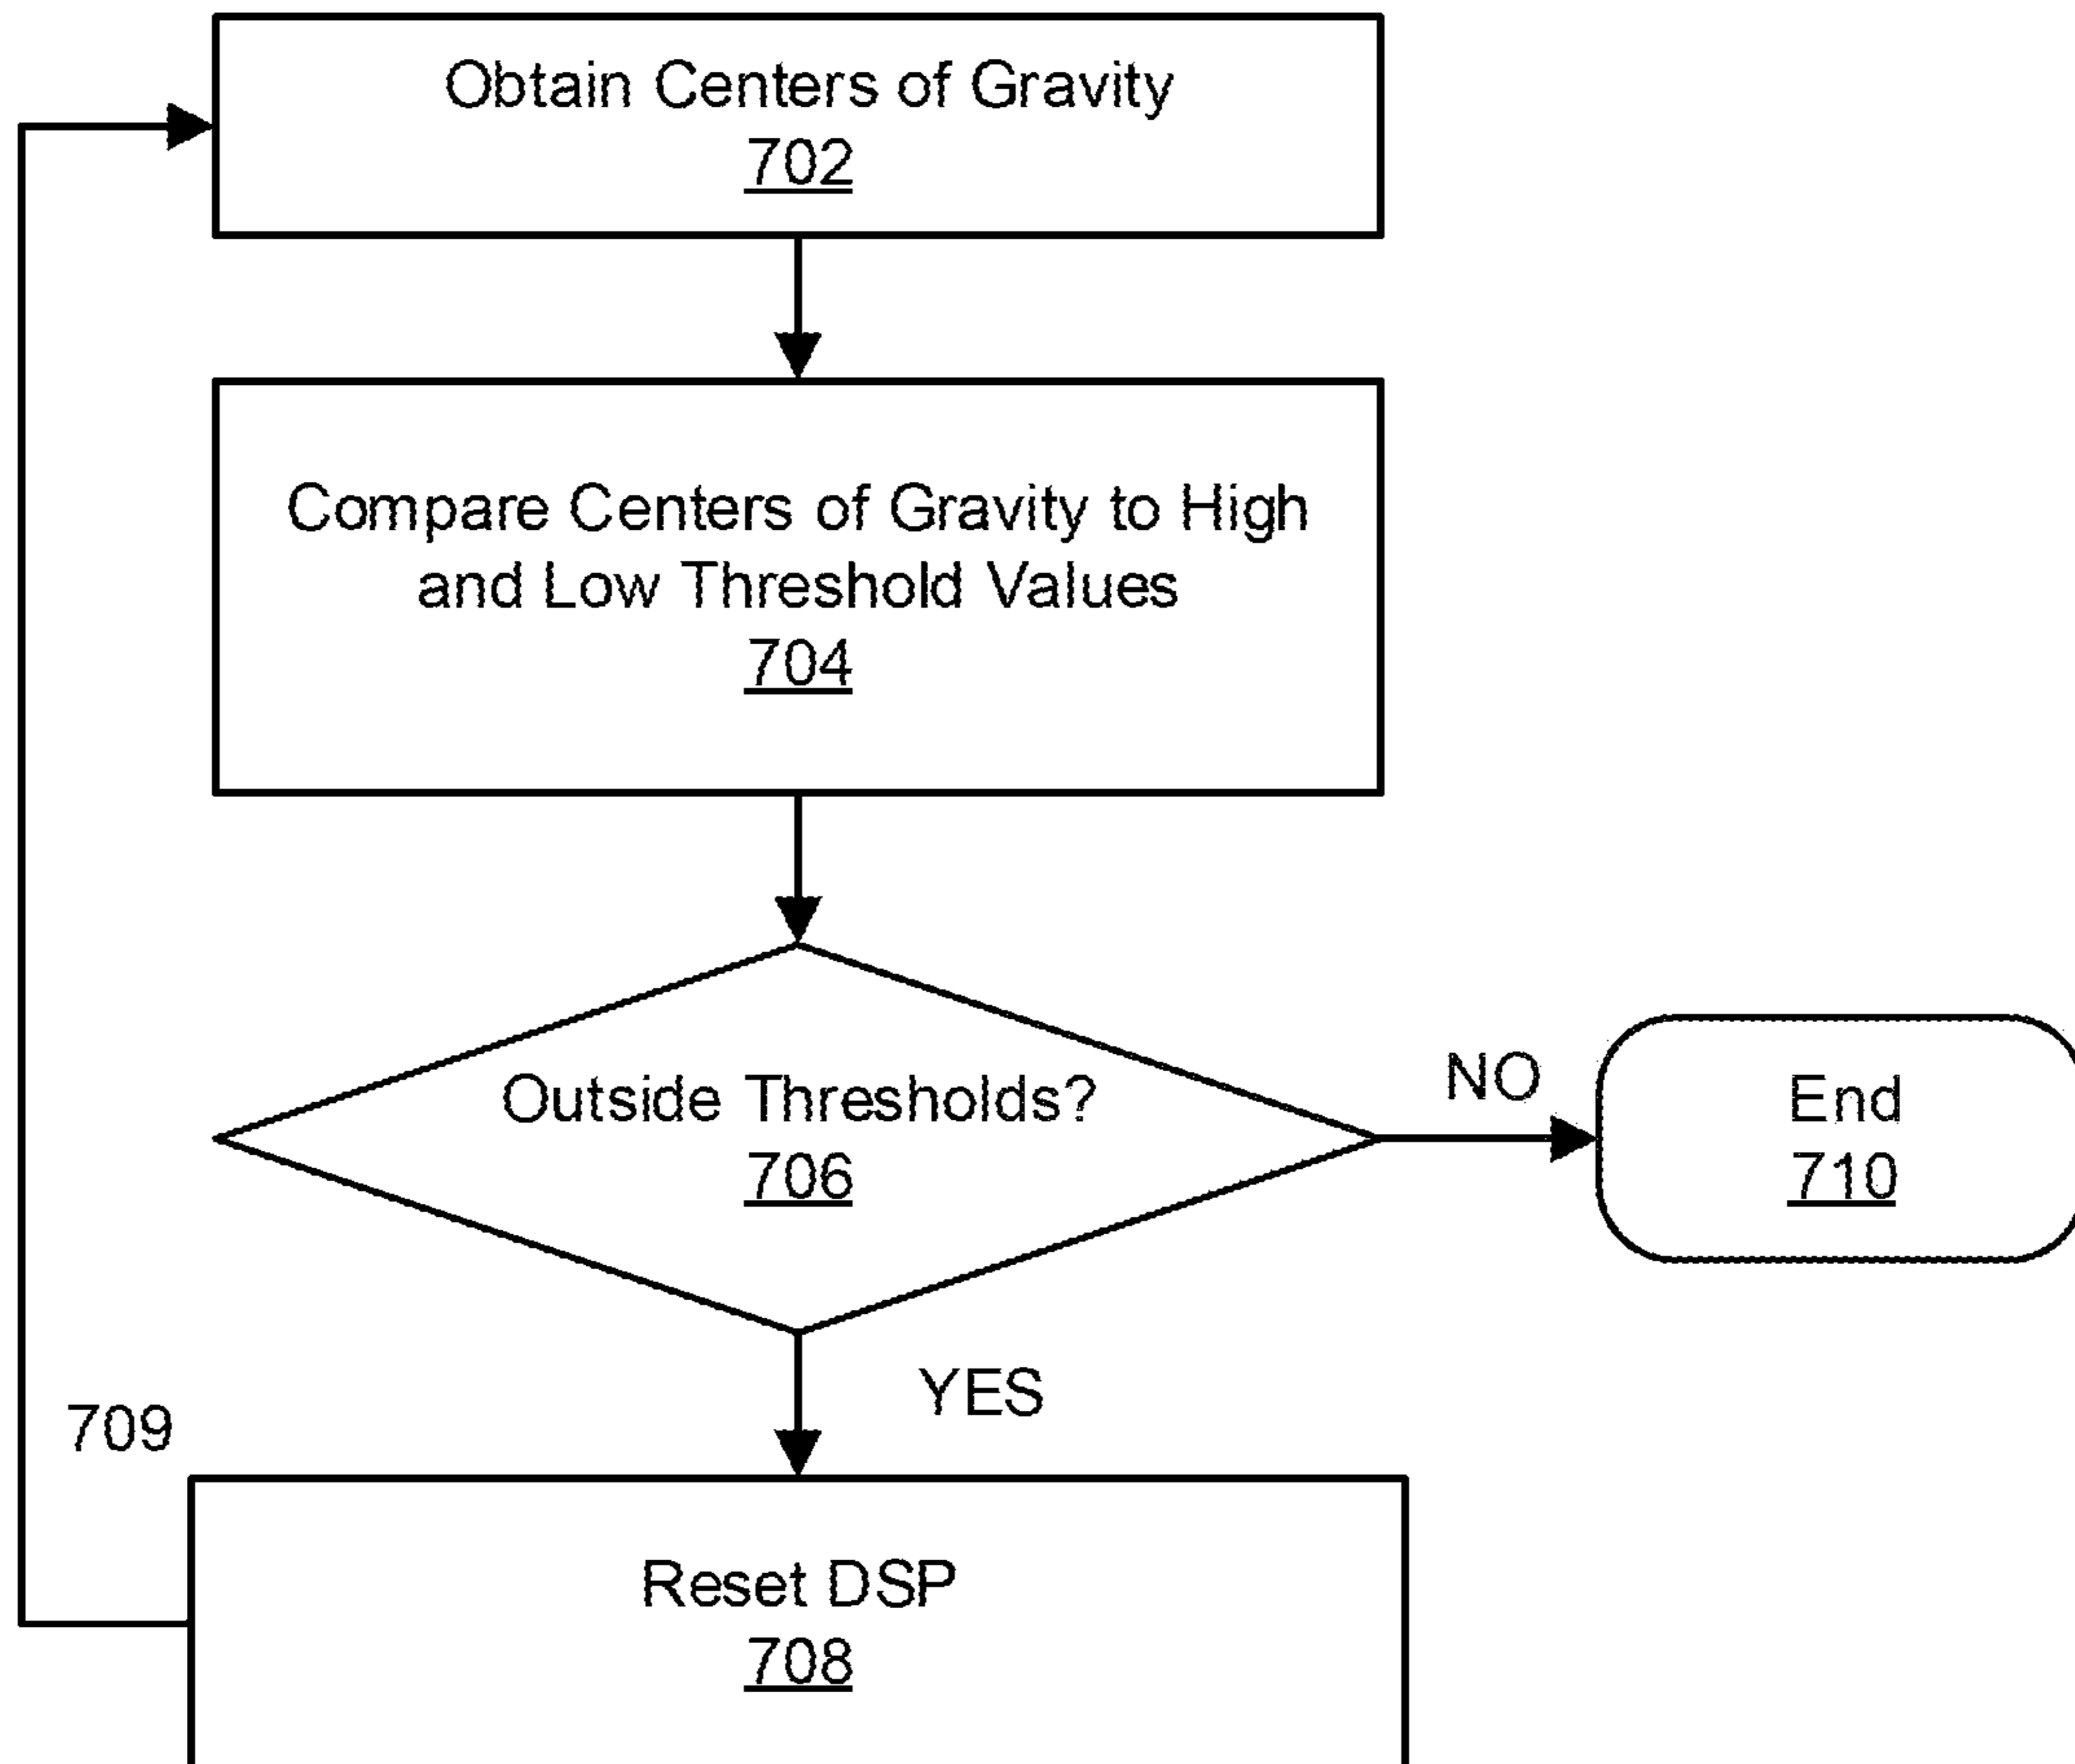 Obtain Centers of Gravity
702
Compare Centers of Gravity to High
and Low Threshold Values
704
Outside Thresholds?
706
NO
End
710
YES
709
Reset DSP
708